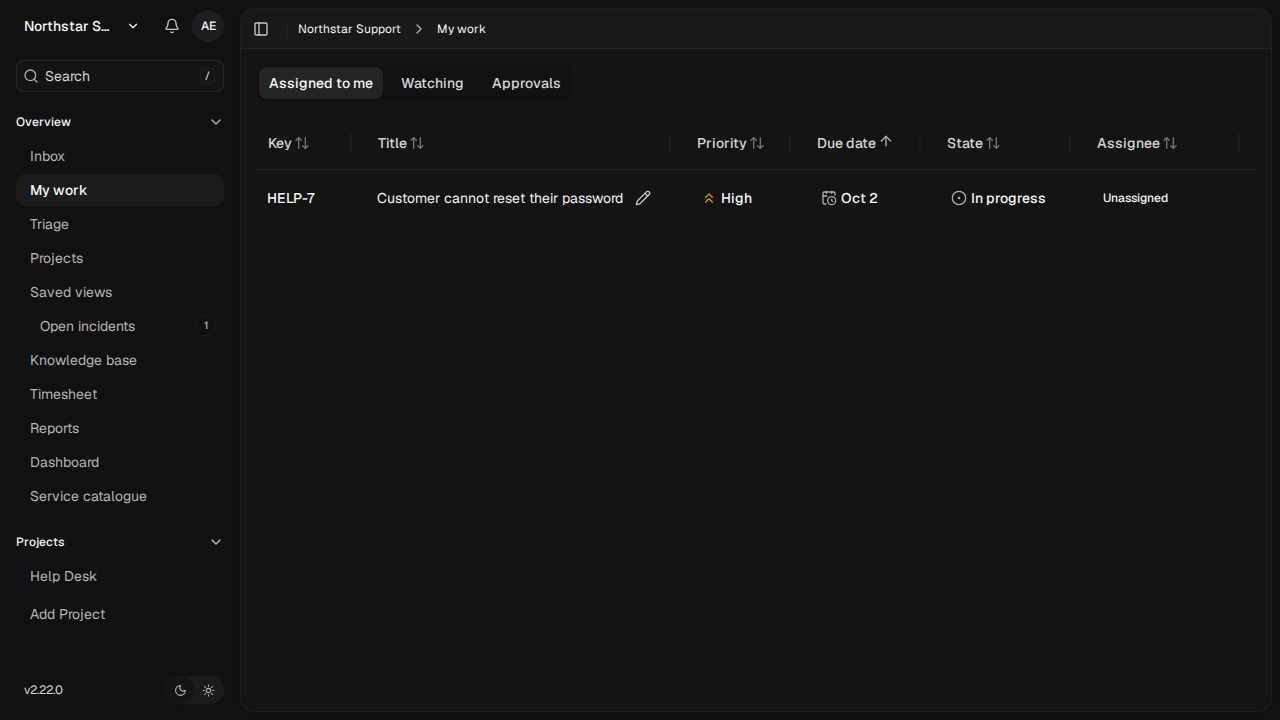 Northstar S...
AE
Search
/
Overview
Inbox
My work
Triage
Projects
Saved views
Open incidents
1
Knowledge base
Timesheet
Reports
Dashboard
Service catalogue
Projects
Help Desk
Add Project
v2.22.0
Northstar Support
My work
Assigned to me
Watching
Approvals
Key
Title
Priority
Due date
State
Assignee
HELP-7
Customer cannot reset their password
High
Oct 2
In progress
Unassigned